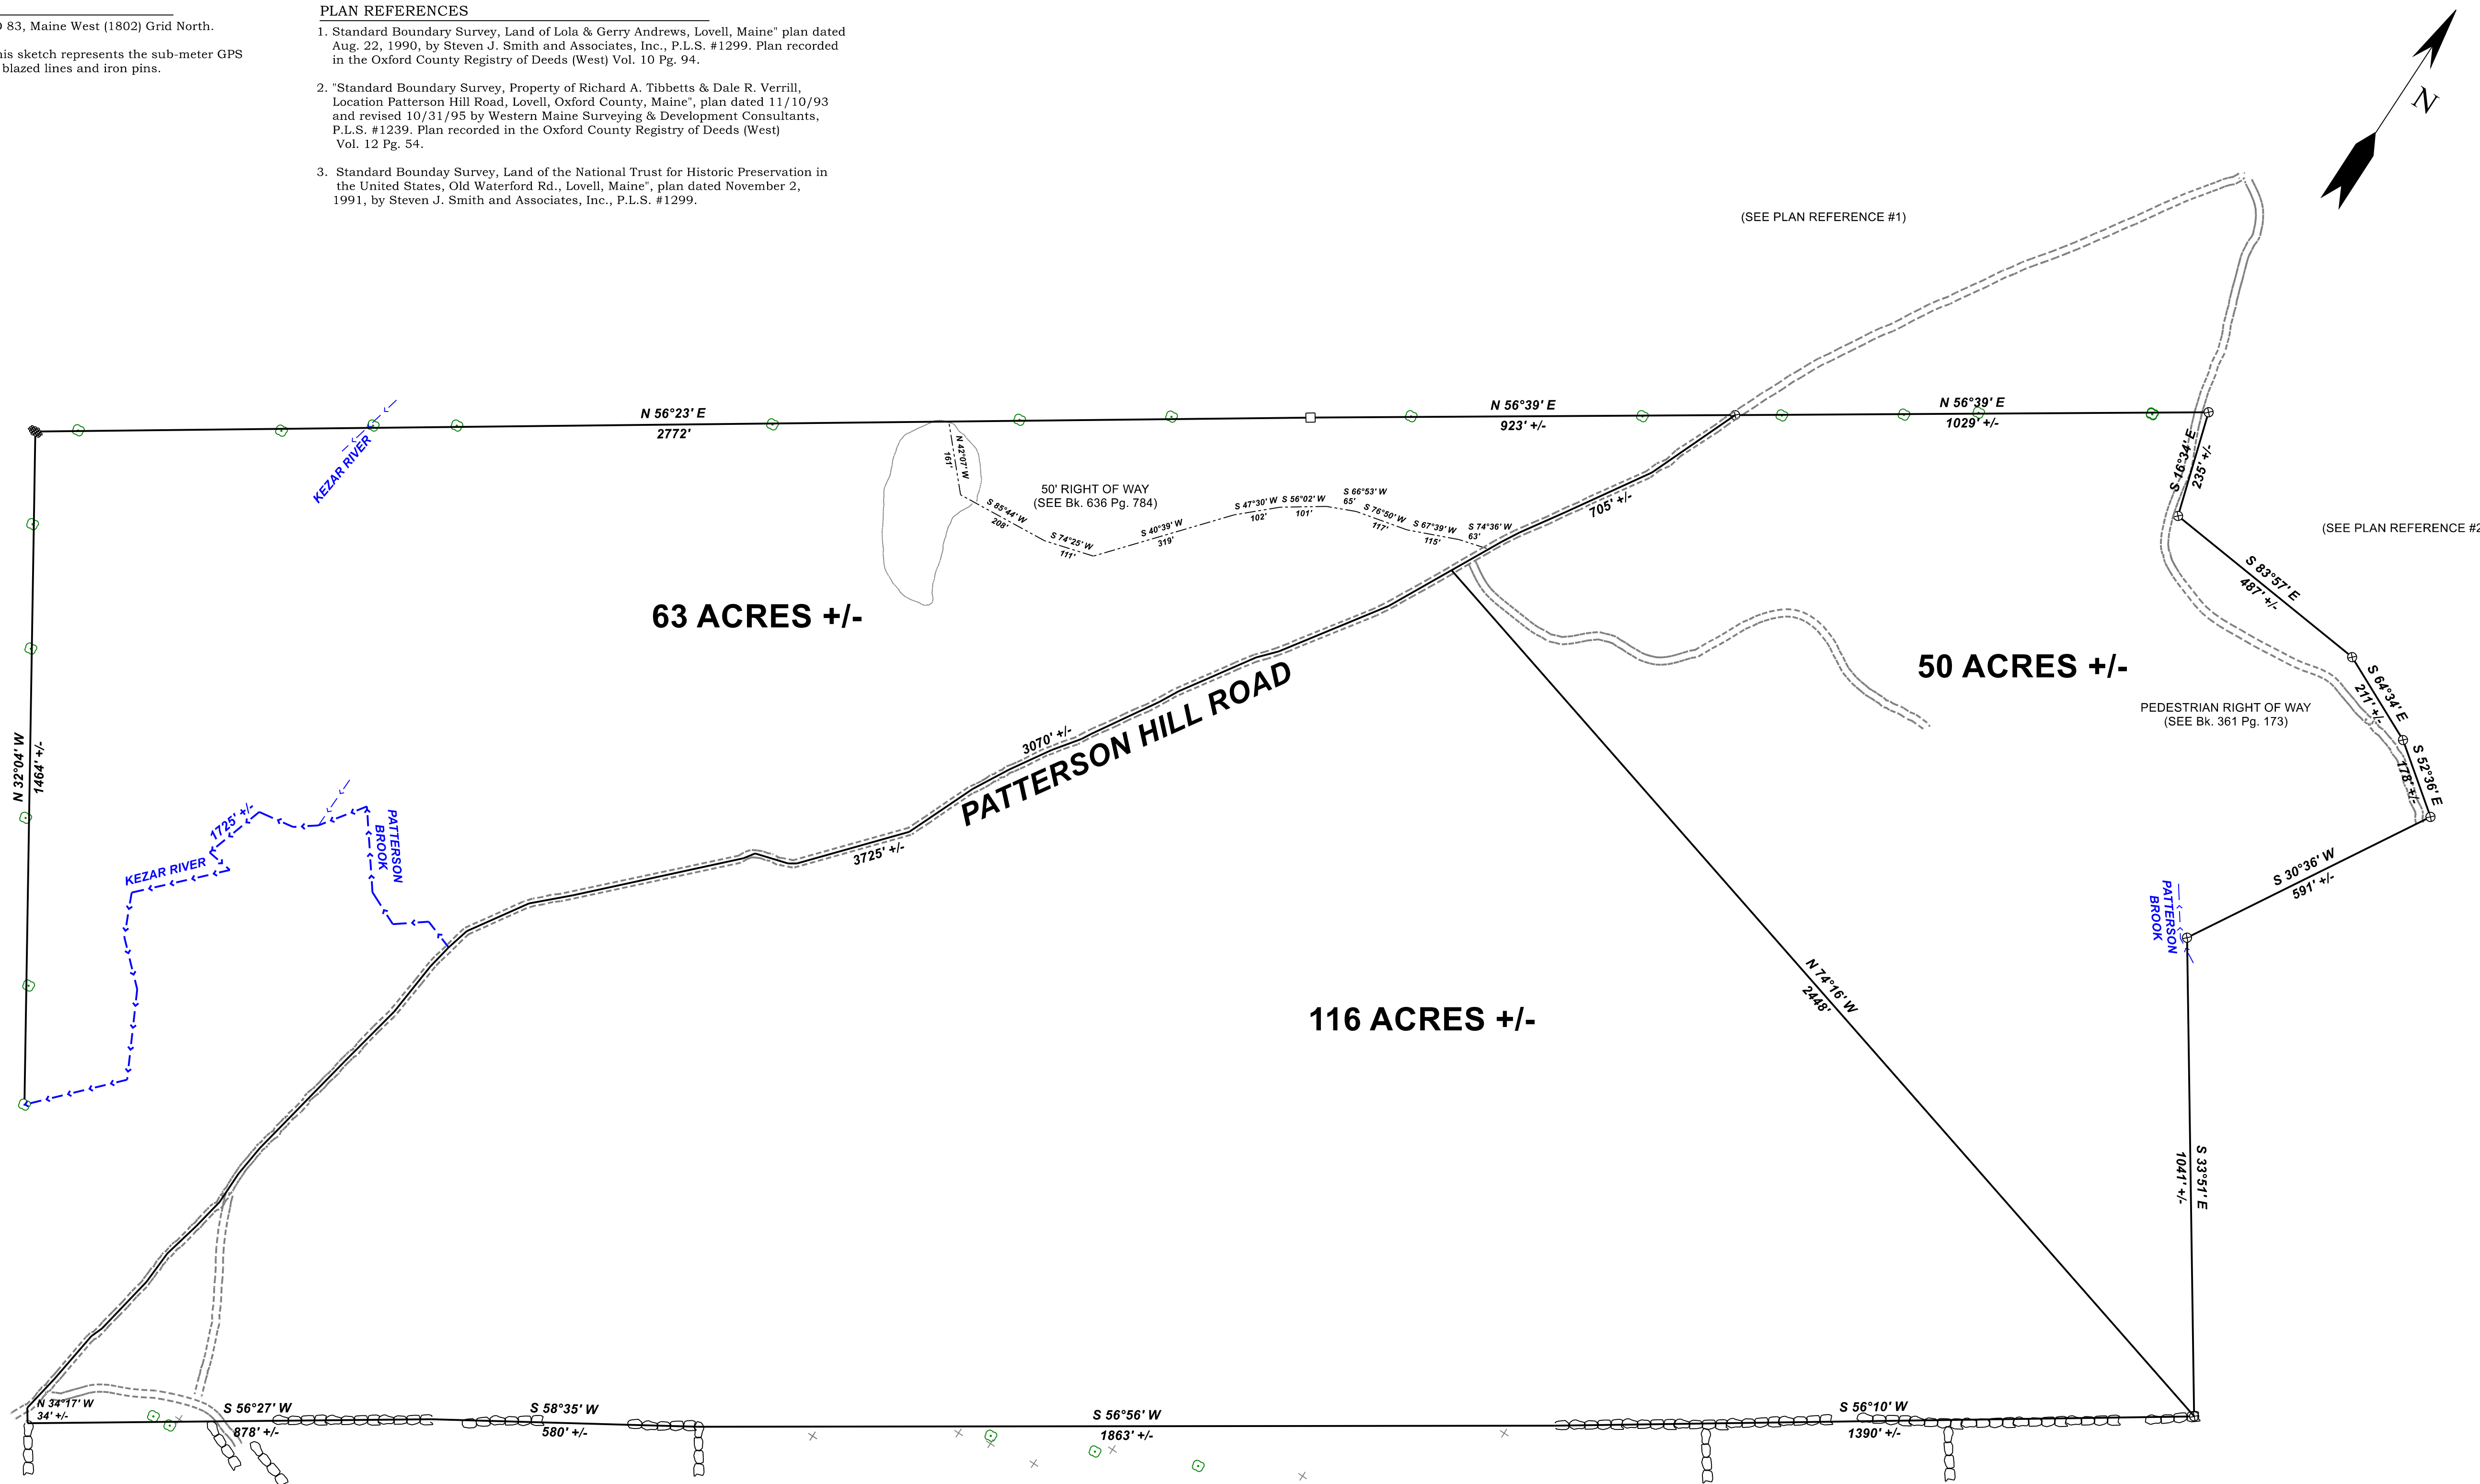 83, Maine West (1802) Grid North.
his sketch represents the sub-meter GPS
blazed lines and iron pins.
PLAN REFERENCES
1. Standard Boundary Survey, Land of Lola & Gerry Andrews, Lovell, Maine" plan dated
Aug. 22, 1990, by Steven J. Smith and Associates, Inc., P.L.S. #1299. Plan recorded
in the Oxford County Registry of Deeds (West) Vol. 10 Pg. 94.
2. "Standard Boundary Survey, Property of Richard A. Tibbetts & Dale R. Verrill,
Location Patterson Hill Road, Lovell, Oxford County, Maine", plan dated 11/10/93
and revised 10/31/95 by Western Maine Surveying & Development Consultants,
P.L.S. #1239. Plan recorded in the Oxford County Registry of Deeds (West)
Vol. 12 Pg. 54.
3. Standard Bounday Survey, Land of the National Trust for Historic Preservation in
the United States, Old Waterford Rd., Lovell, Maine", plan dated November 2,
1991, by Steven J. Smith and Associates, Inc., P.L.S. #1299.
N
(SEE PLAN REFERENCE #1)
N 56°23' E
2772'
N 56°39' E
923' +/-
N 56°39' E
1029' +/-
KEZAR RIVER
N 42°07' W
161'
50' RIGHT OF WAY
(SEE Bk. 636 Pg. 784)
S 85°44' W
208'
S 74°25' W
111'
S 40°39' W
319'
S 47°30' W
102'
S 56°02' W
101'
S 66°53' W
65'
S 76°50' W
117'
S 67°39' W
115'
S 74°36' W
63'
705' +/-
S 16°34' E
235' +/-
(SEE PLAN REFERENCE #2
S 83°57' E
487' +/-
63 ACRES +/-
50 ACRES +/-
S 64°34' E
211' +/-
PEDESTRIAN RIGHT OF WAY
(SEE Bk. 361 Pg. 173)
S 52°36' E
178' +/-
3070' +/-
PATTERSON HILL ROAD
3725' +/-
N 32°04' W
1464' +/-
1725' +/-
PATTERSON
BROOK
KEZAR RIVER
S 30°36' W
591' +/-
PATTERSON
BROOK
116 ACRES +/-
N 74°16' W
2448'
S 33°51' E
1041' +/-
N 34°17' W
34' +/-
S 56°27' W
878' +/-
S 58°35' W
580' +/-
S 56°56' W
1863' +/-
S 56°10' W
1390' +/-